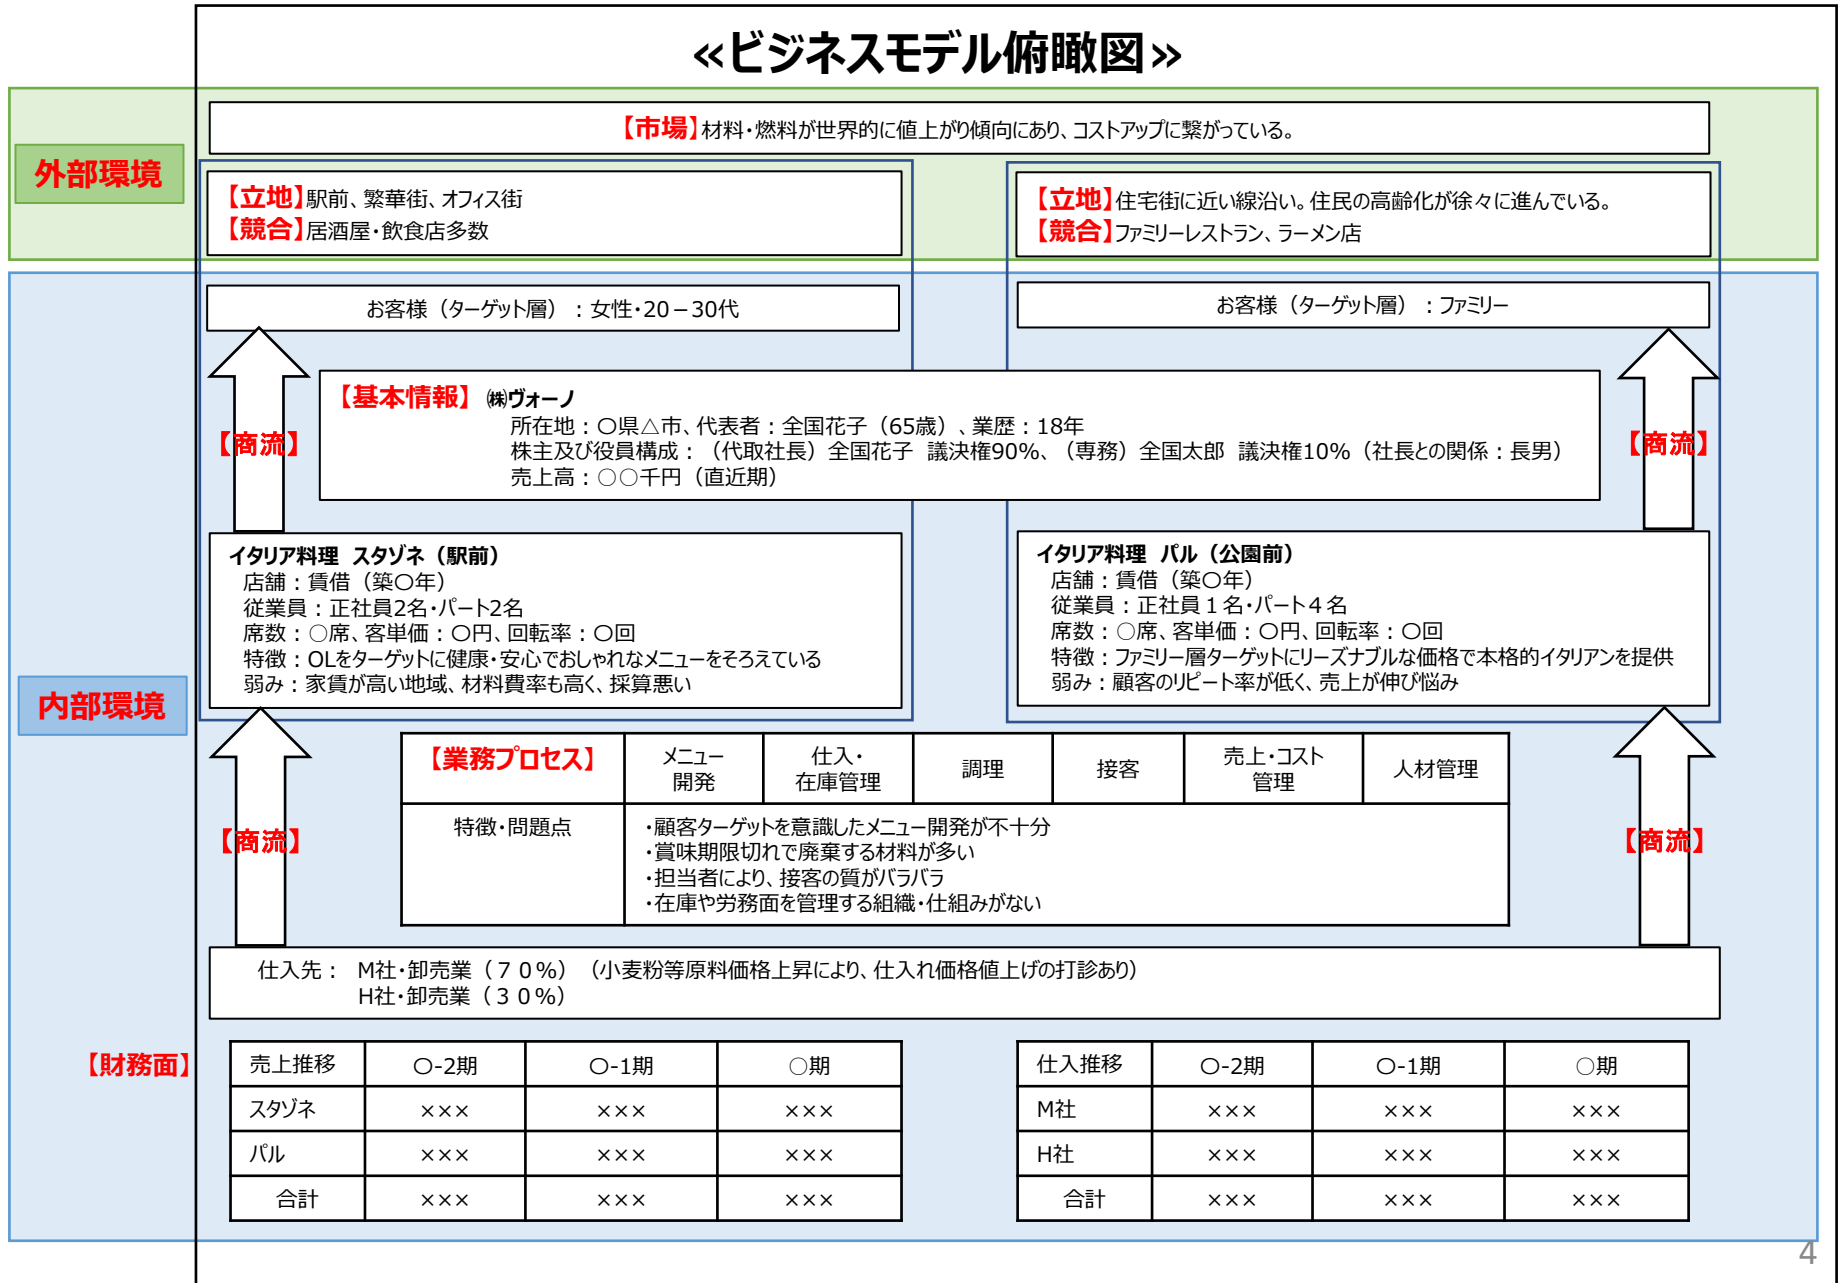 ≪ビジネスモデル俯瞰図≫
外部環境
【市場】材料・燃料が世界的に値上がり傾向にあり、コストアップに繋がっている。
【立地】駅前、繁華街、オフィス街
【競合】居酒屋・飲食店多数
【立地】住宅街に近い線沿い。住民の高齢化が徐々に進んでいる。
【競合】ファミリーレストラン、ラーメン店
内部環境
お客様（ターゲット層）：女性・20－30代
お客様（ターゲット層）：ファミリー
【商流】
【基本情報】 ㈱ヴォーノ
所在地：〇県△市、代表者：全国花子（65歳）、業歴：18年
株主及び役員構成：（代取社長）全国花子 議決権90%、（専務）全国太郎 議決権10%（社長との関係：長男）
売上高：○○千円（直近期）
【商流】
イタリア料理 スタゾネ（駅前）
店舗：賃借（築〇年）
従業員：正社員2名・パート2名
席数：○席、客単価：〇円、回転率：〇回
特徴：OLをターゲットに健康・安心でおしゃれなメニューをそろえている
弱み：家賃が高い地域、材料費率も高く、採算悪い
イタリア料理 パル（公園前）
店舗：賃借（築〇年）
従業員：正社員１名・パート４名
席数：○席、客単価：〇円、回転率：〇回
特徴：ファミリー層ターゲットにリーズナブルな価格で本格的イタリアンを提供
弱み：顧客のリピート率が低く、売上が伸び悩み
【商流】
【業務プロセス】 メニュー開発 仕入・在庫管理 調理 接客 売上・コスト管理 人材管理
特徴・問題点
・顧客ターゲットを意識したメニュー開発が不十分
・賞味期限切れで廃棄する材料が多い
・担当者により、接客の質がバラバラ
・在庫や労務面を管理する組織・仕組みがない
【商流】
仕入先： M社・卸売業（７０%）（小麦粉等原料価格上昇により、仕入れ価格値上げの打診あり）
H社・卸売業（３０%）
【財務面】
売上推移 〇-2期 〇-1期 ○期
スタゾネ ××× ××× ×××
パル ××× ××× ×××
合計 ××× ××× ×××
仕入推移 〇-2期 〇-1期 ○期
M社 ××× ××× ×××
H社 ××× ××× ×××
合計 ××× ××× ×××
4